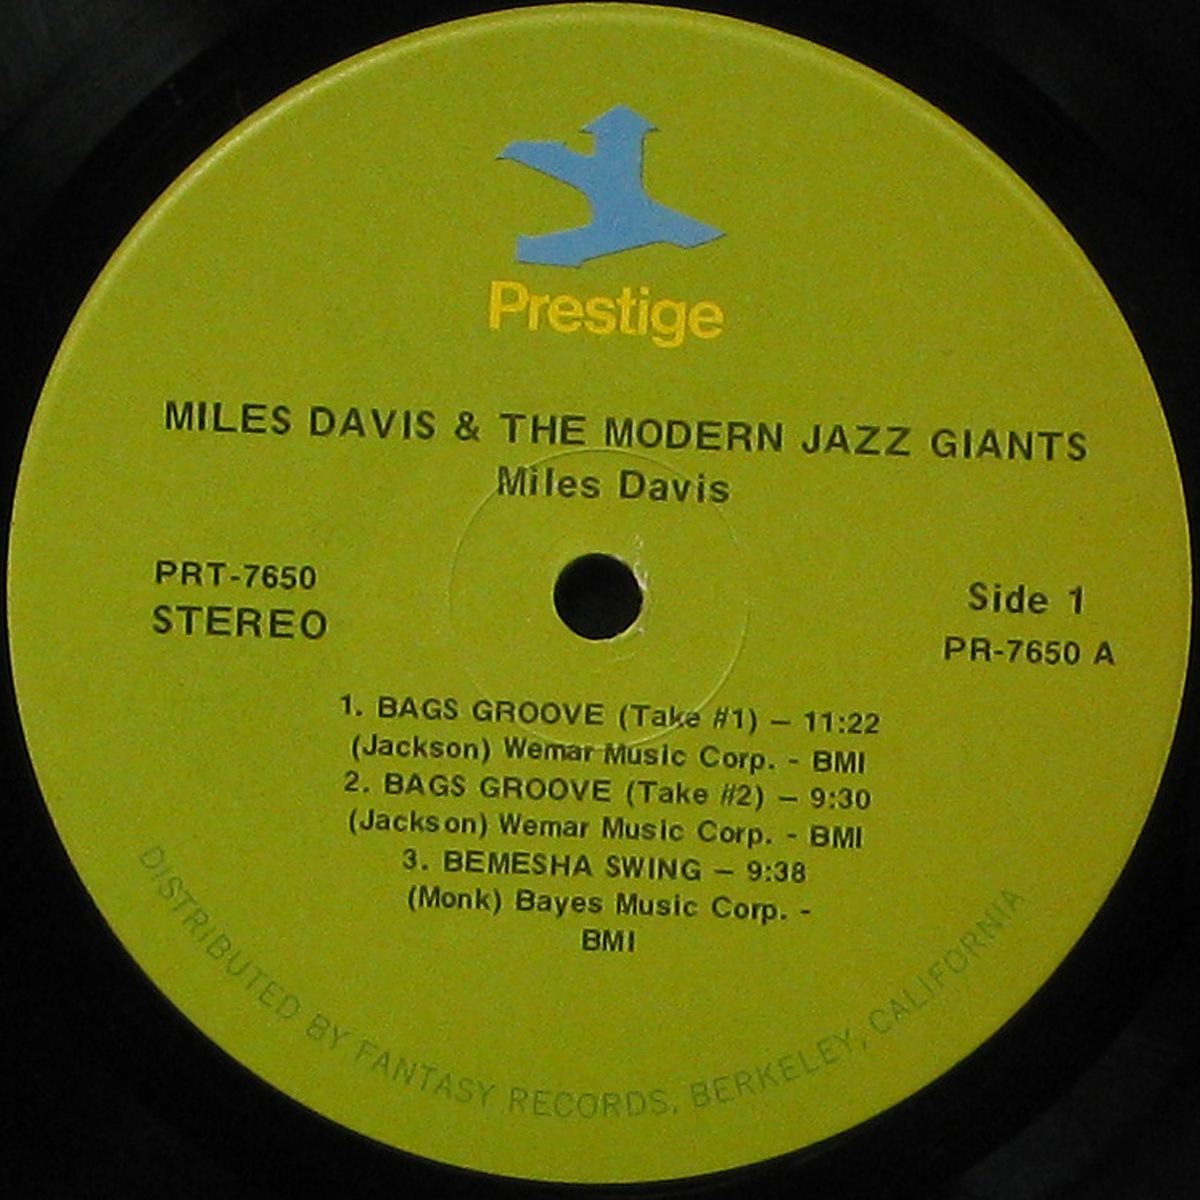 Prestige
MILES DAVIS & THE MODERN JAZZ GIANTS
Miles Davis
PRT-7650
STEREO
Side 1
PR-7650 A
1. BAGS GROOVE (Take #1) – 11:22
(Jackson) Wemar Music Corp. - BMI
2. BAGS GROOVE (Take #2) – 9:30
(Jackson) Wemar Music Corp. - BMI
3. BEMESHA SWING – 9:38
(Monk) Bayes Music Corp. -
BMI
DISTRIBUTED BY FANTASY RECORDS, BERKELEY, CALIFORNIA